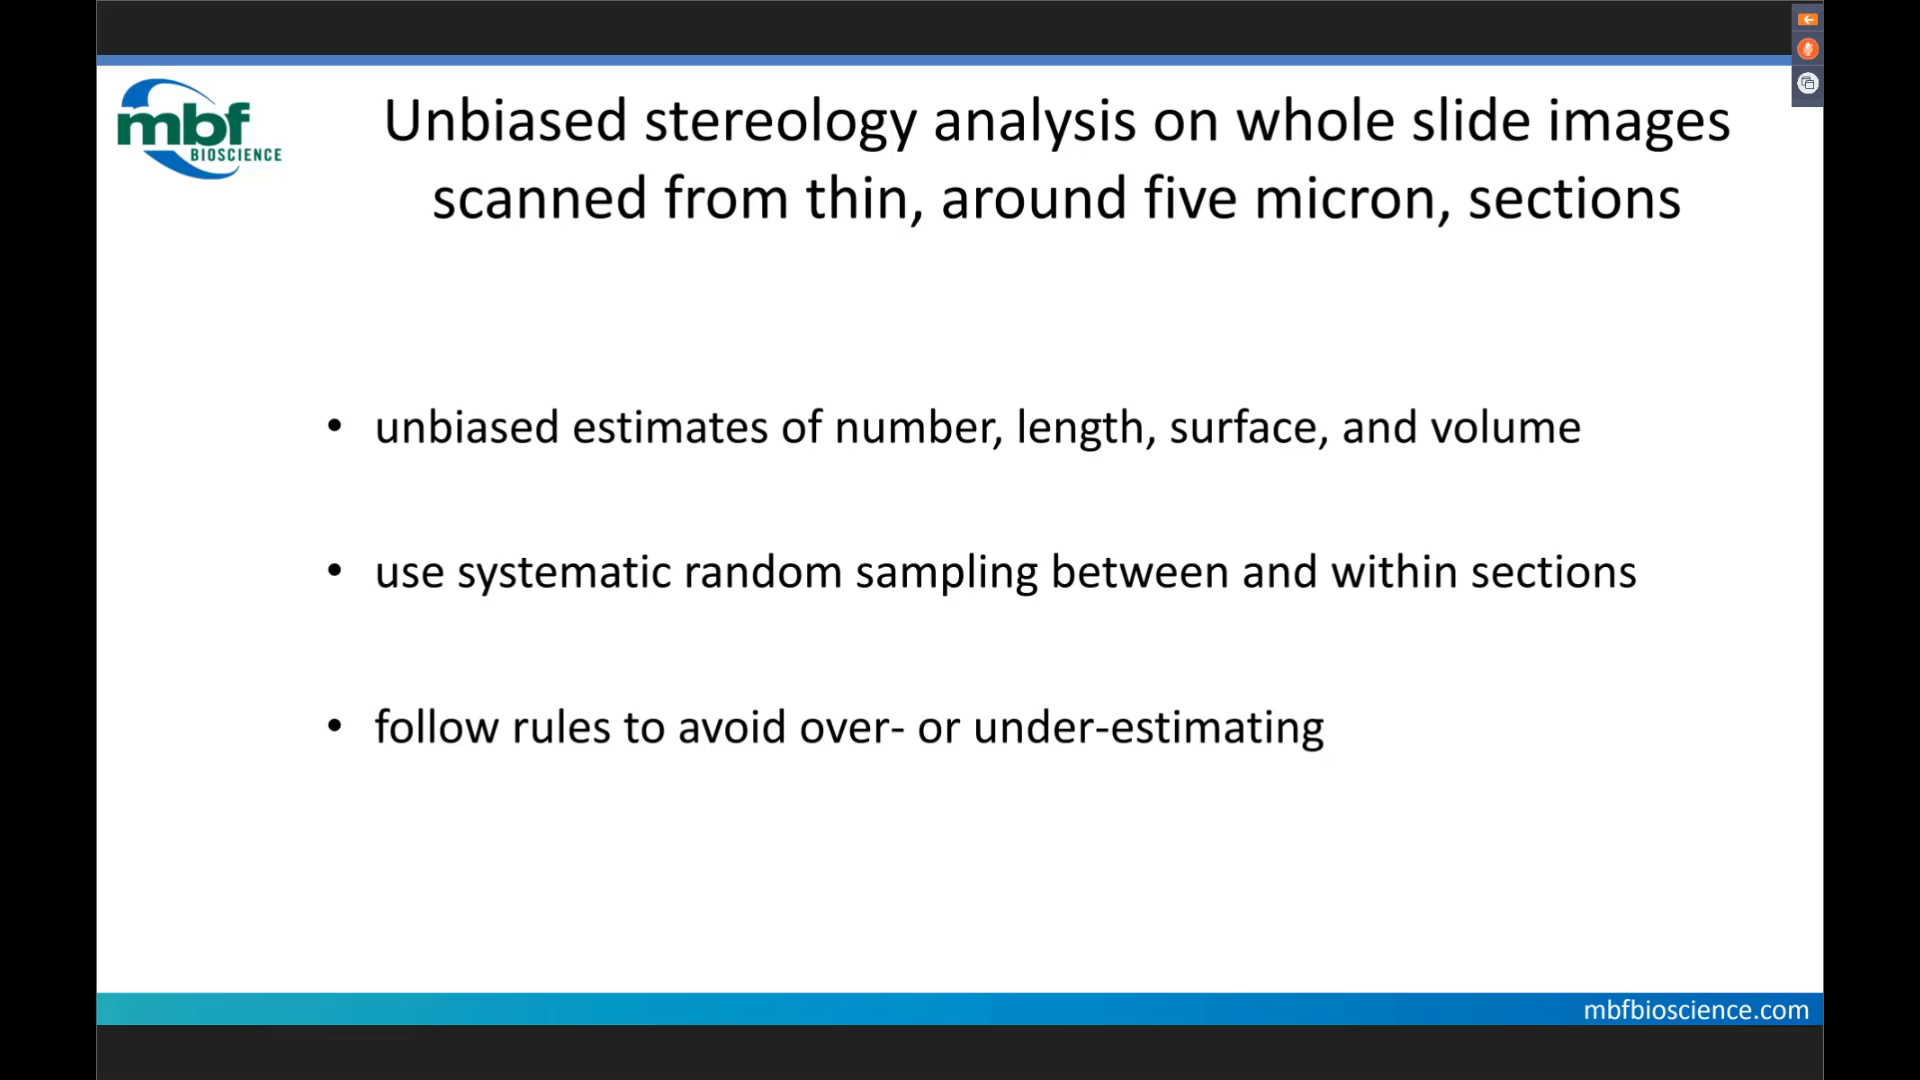 mbf
BIOSCIENCE
Unbiased stereology analysis on whole slide images
scanned from thin, around five micron, sections
• unbiased estimates of number, length, surface, and volume
• use systematic random sampling between and within sections
• follow rules to avoid over- or under-estimating
mbfbioscience.com